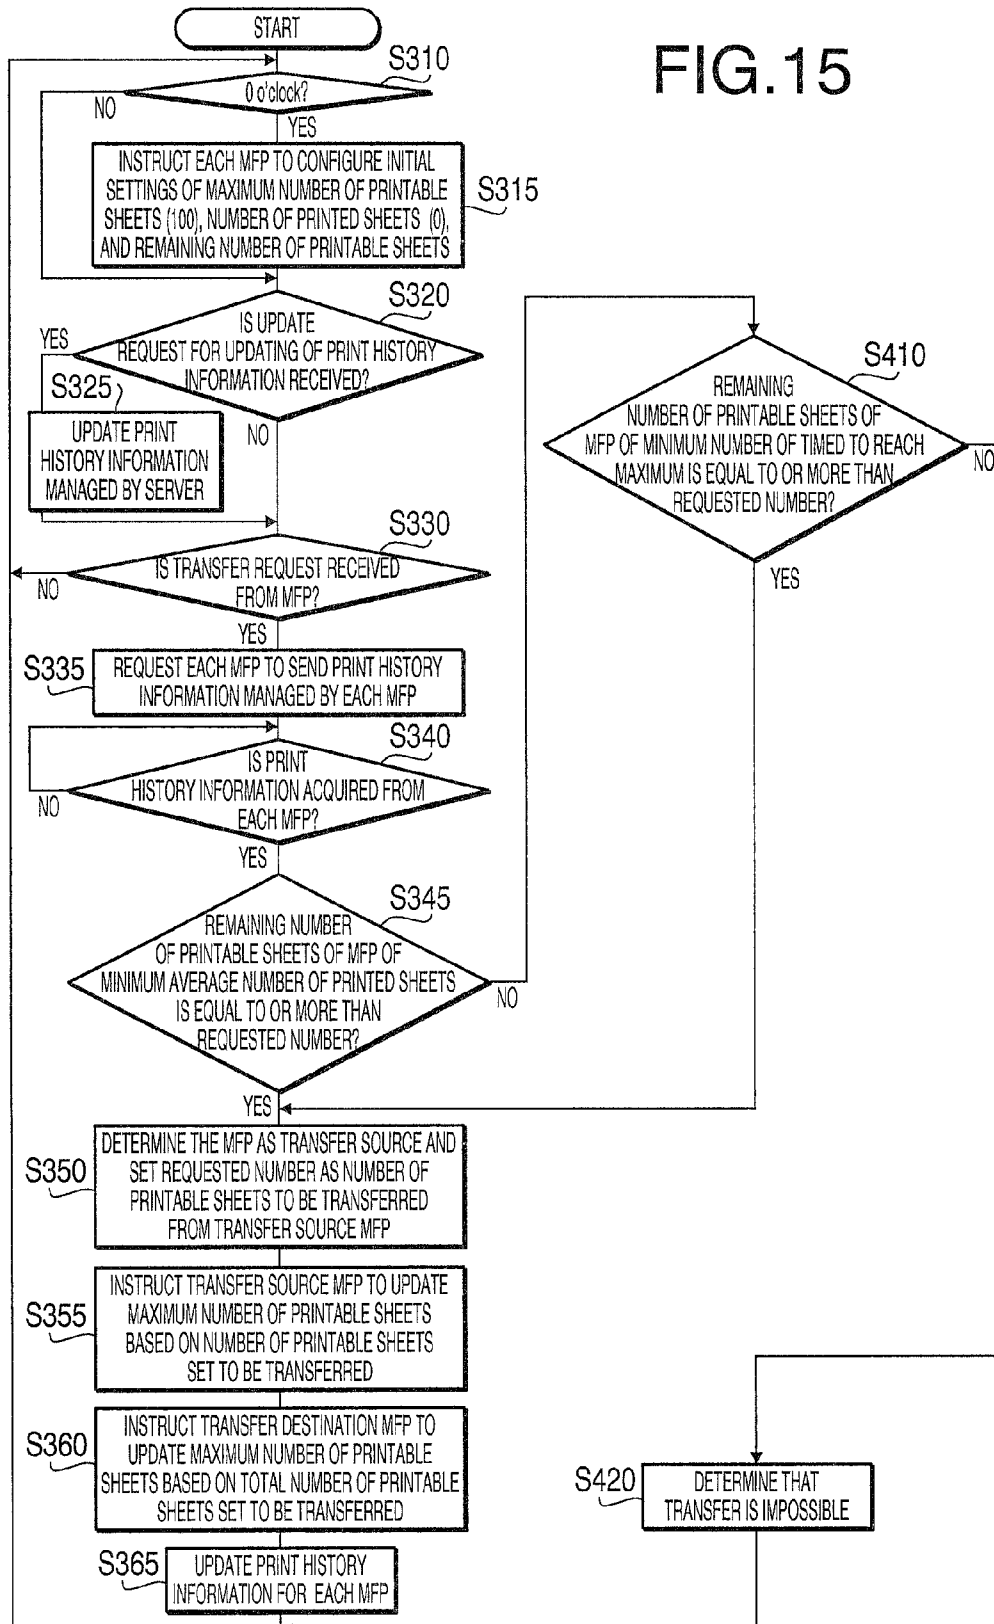 FIG.15
START
S310
0 o'clock?
NO
YES
INSTRUCT EACH MFP TO CONFIGURE INITIAL
SETTINGS OF MAXIMUM NUMBER OF PRINTABLE
SHEETS (100), NUMBER OF PRINTED SHEETS (0),
AND REMAINING NUMBER OF PRINTABLE SHEETS
S315
S320
IS UPDATE
REQUEST FOR UPDATING OF PRINT HISTORY
INFORMATION RECEIVED?
YES
NO
S325
UPDATE PRINT
HISTORY INFORMATION
MANAGED BY SERVER
S330
IS TRANSFER REQUEST RECEIVED
FROM MFP?
NO
YES
S335
REQUEST EACH MFP TO SEND PRINT HISTORY
INFORMATION MANAGED BY EACH MFP
S340
IS PRINT
HISTORY INFORMATION ACQUIRED FROM
EACH MFP?
NO
YES
S345
REMAINING NUMBER
OF PRINTABLE SHEETS OF MFP OF
MINIMUM AVERAGE NUMBER OF PRINTED SHEETS
IS EQUAL TO OR MORE THAN
REQUESTED NUMBER?
NO
YES
S410
REMAINING
NUMBER OF PRINTABLE SHEETS OF
MFP OF MINIMUM NUMBER OF TIMED TO REACH
MAXIMUM IS EQUAL TO OR MORE THAN
REQUESTED NUMBER?
NO
YES
S350
DETERMINE THE MFP AS TRANSFER SOURCE AND
SET REQUESTED NUMBER AS NUMBER OF
PRINTABLE SHEETS TO BE TRANSFERRED
FROM TRANSFER SOURCE MFP
S355
INSTRUCT TRANSFER SOURCE MFP TO UPDATE
MAXIMUM NUMBER OF PRINTABLE SHEETS
BASED ON NUMBER OF PRINTABLE SHEETS
SET TO BE TRANSFERRED
S360
INSTRUCT TRANSFER DESTINATION MFP TO
UPDATE MAXIMUM NUMBER OF PRINTABLE
SHEETS BASED ON TOTAL NUMBER OF PRINTABLE
SHEETS SET TO BE TRANSFERRED
S365
UPDATE PRINT HISTORY
INFORMATION FOR EACH MFP
S420
DETERMINE THAT
TRANSFER IS IMPOSSIBLE